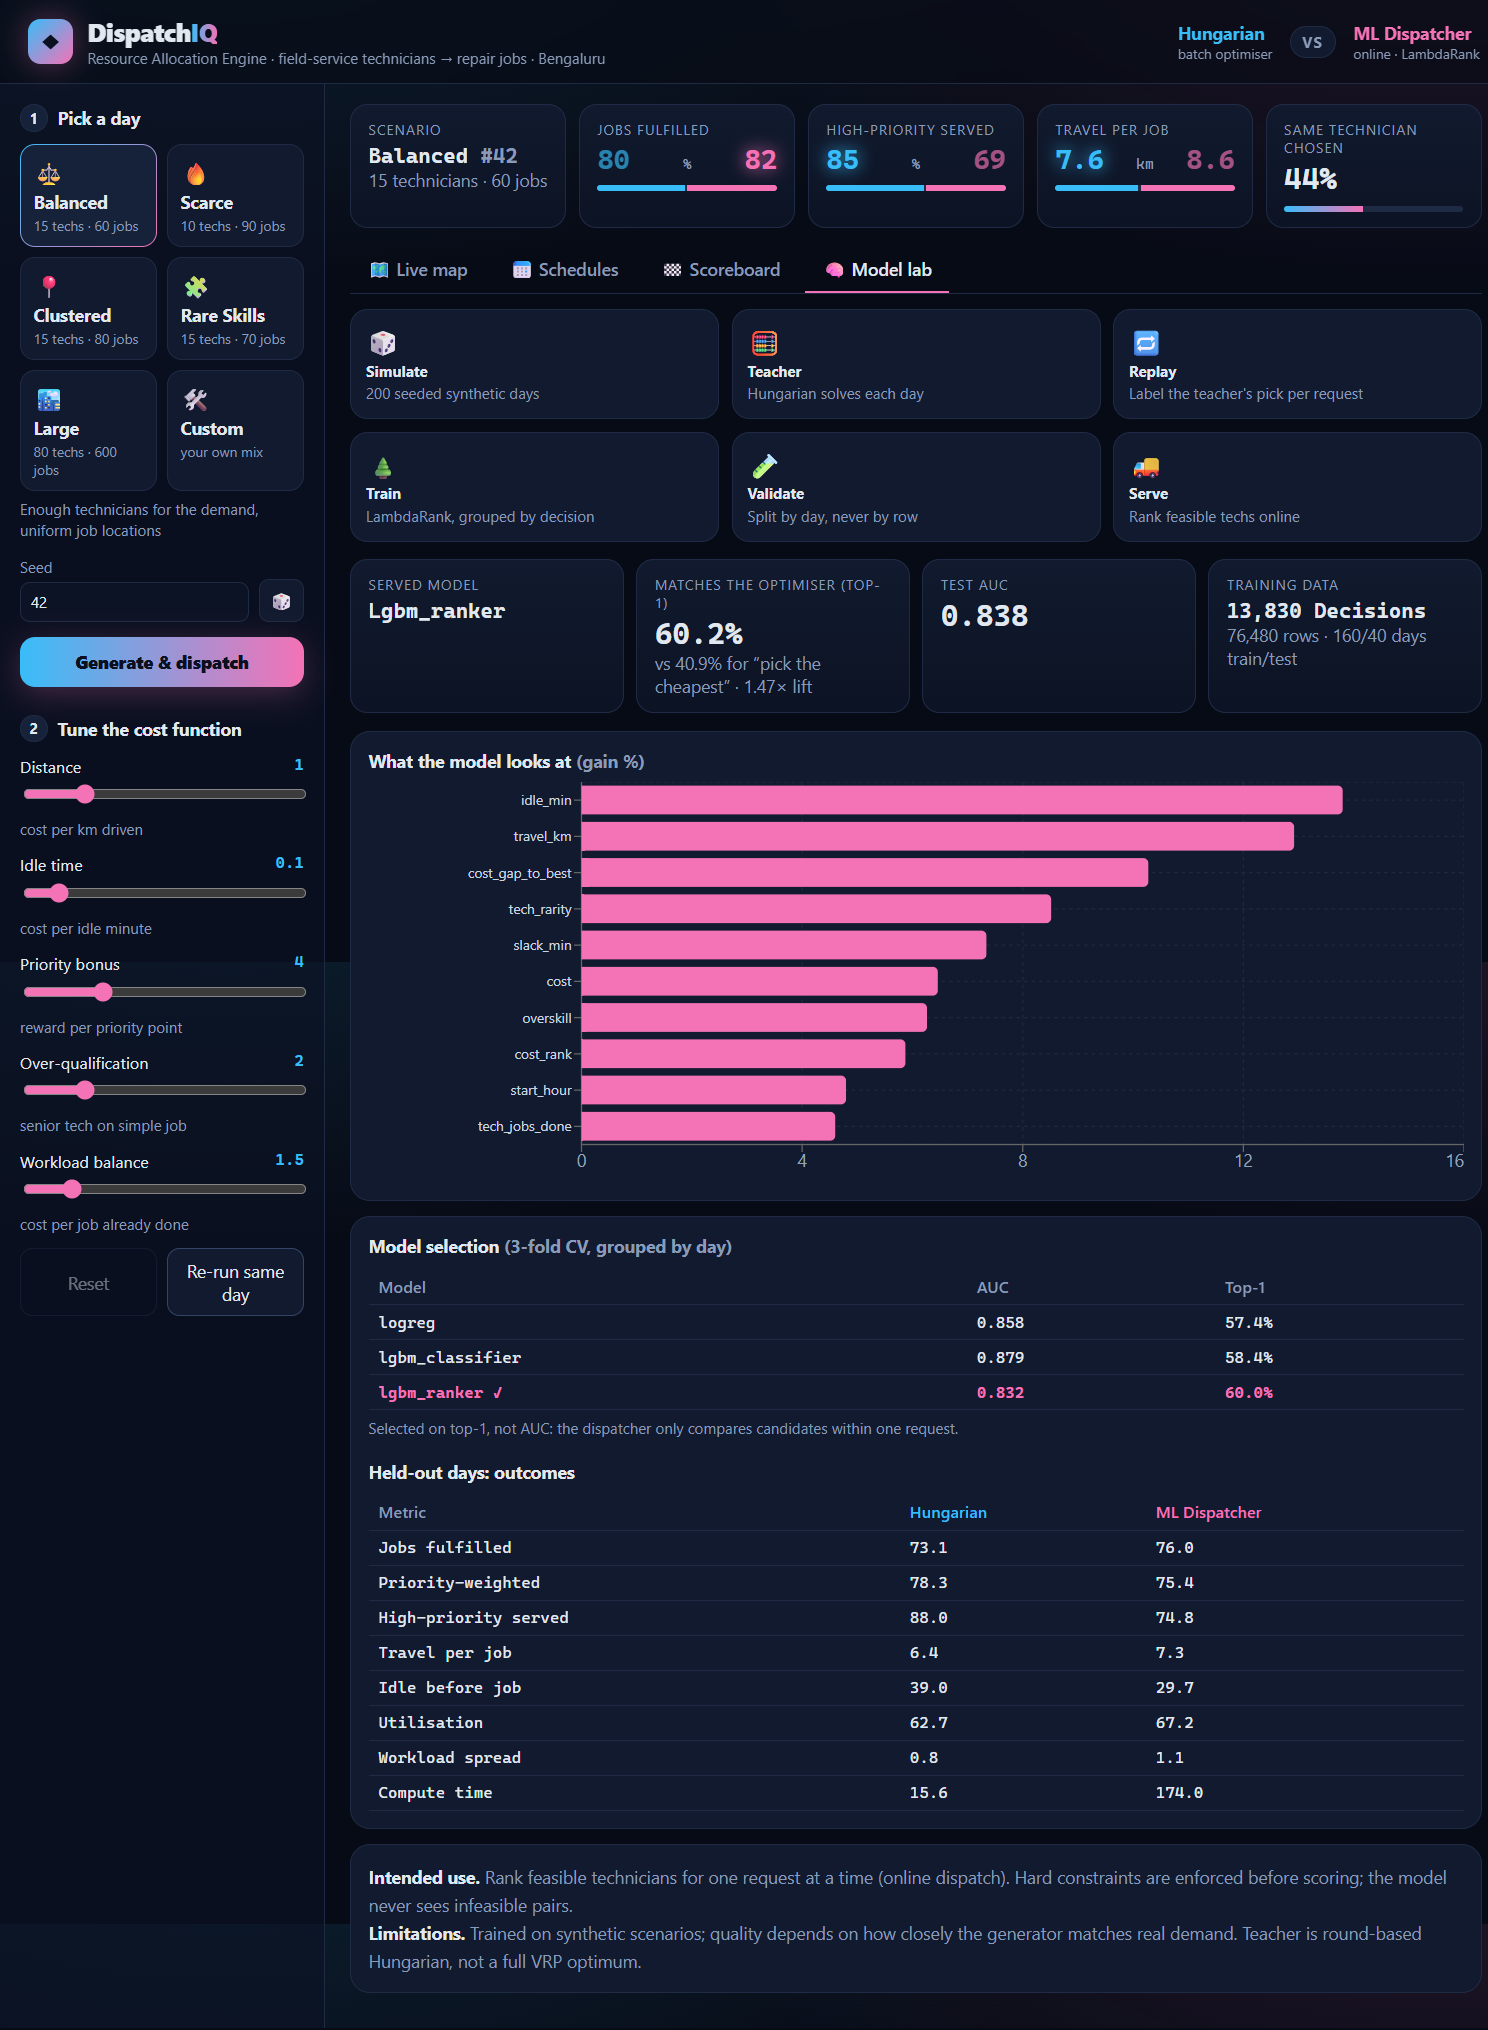 DispatchIQ
Resource Allocation Engine · field-service technicians → repair jobs · Bengaluru
Hungarian
batch optimiser
VS
ML Dispatcher
online · LambdaRank
1 Pick a day
Balanced
15 techs · 60 jobs
Scarce
10 techs · 90 jobs
Clustered
15 techs · 80 jobs
Rare Skills
15 techs · 70 jobs
Large
80 techs · 600
jobs
Custom
your own mix
Enough technicians for the demand,
uniform job locations
Seed
42
Generate & dispatch
2 Tune the cost function
Distance 1
cost per km driven
Idle time 0.1
cost per idle minute
Priority bonus 4
reward per priority point
Over-qualification 2
senior tech on simple job
Workload balance 1.5
cost per job already done
Reset
Re-run same
day
SCENARIO
Balanced #42
15 technicians · 60 jobs
JOBS FULFILLED
80 % 82
HIGH-PRIORITY SERVED
85 % 69
TRAVEL PER JOB
7.6 km 8.6
SAME TECHNICIAN
CHOSEN
44%
Live map
Schedules
Scoreboard
Model lab
Simulate
200 seeded synthetic days
Teacher
Hungarian solves each day
Replay
Label the teacher's pick per request
Train
LambdaRank, grouped by decision
Validate
Split by day, never by row
Serve
Rank feasible techs online
SERVED MODEL
Lgbm_ranker
MATCHES THE OPTIMISER (TOP-
1)
60.2%
vs 40.9% for “pick the
cheapest” · 1.47× lift
TEST AUC
0.838
TRAINING DATA
13,830 Decisions
76,480 rows · 160/40 days
train/test
What the model looks at (gain %)
idle_min
travel_km
cost_gap_to_best
tech_rarity
slack_min
cost
overskill
cost_rank
start_hour
tech_jobs_done
0 4 8 12 16
Model selection (3-fold CV, grouped by day)
Model AUC Top-1
logreg 0.858 57.4%
lgbm_classifier 0.879 58.4%
lgbm_ranker ✓ 0.832 60.0%
Selected on top-1, not AUC: the dispatcher only compares candidates within one request.
Held-out days: outcomes
Metric Hungarian ML Dispatcher
Jobs fulfilled 73.1 76.0
Priority-weighted 78.3 75.4
High-priority served 88.0 74.8
Travel per job 6.4 7.3
Idle before job 39.0 29.7
Utilisation 62.7 67.2
Workload spread 0.8 1.1
Compute time 15.6 174.0
Intended use. Rank feasible technicians for one request at a time (online dispatch). Hard constraints are enforced before scoring; the model
never sees infeasible pairs.
Limitations. Trained on synthetic scenarios; quality depends on how closely the generator matches real demand. Teacher is round-based
Hungarian, not a full VRP optimum.